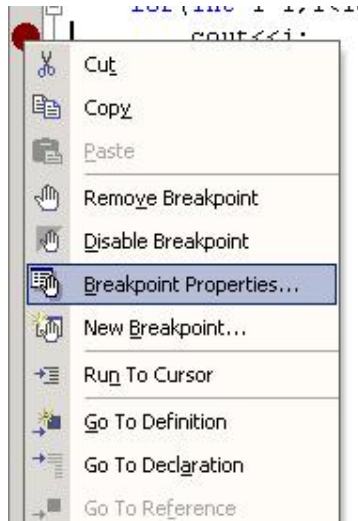 cout<<i;
Cut
Copy
Paste
Remove Breakpoint
Disable Breakpoint
Breakpoint Properties...
New Breakpoint...
Run To Cursor
Go To Definition
Go To Declaration
Go To Reference